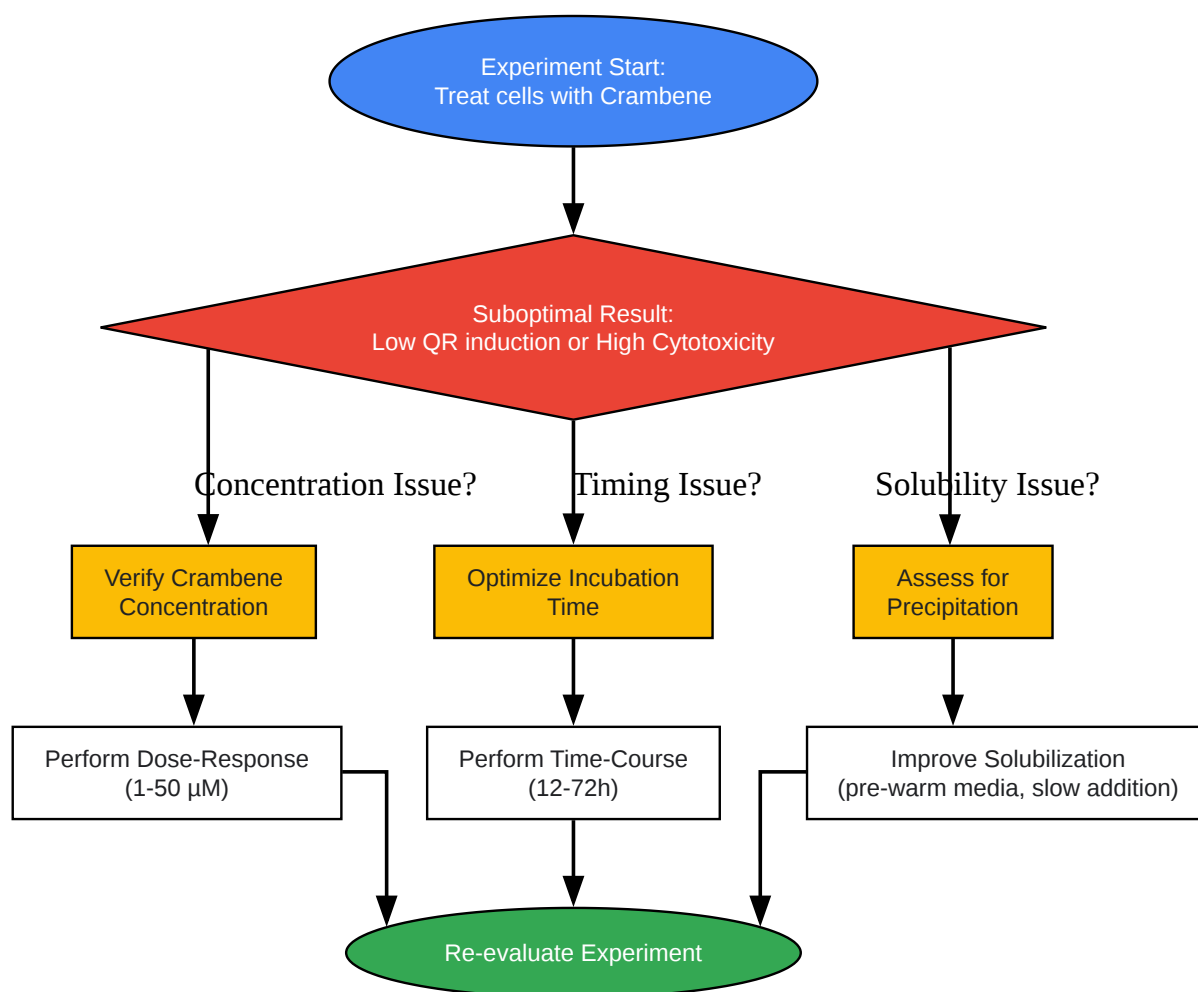 Experiment Start:
Treat cells with Crambene
Suboptimal Result:
Low QR induction or High Cytotoxicity
Concentration Issue?
Timing Issue?
Solubility Issue?
Verify Crambene
Concentration
Optimize Incubation
Time
Assess for
Precipitation
Perform Dose-Response
(1-50 µM)
Perform Time-Course
(12-72h)
Improve Solubilization
(pre-warm media, slow addition)
Re-evaluate Experiment